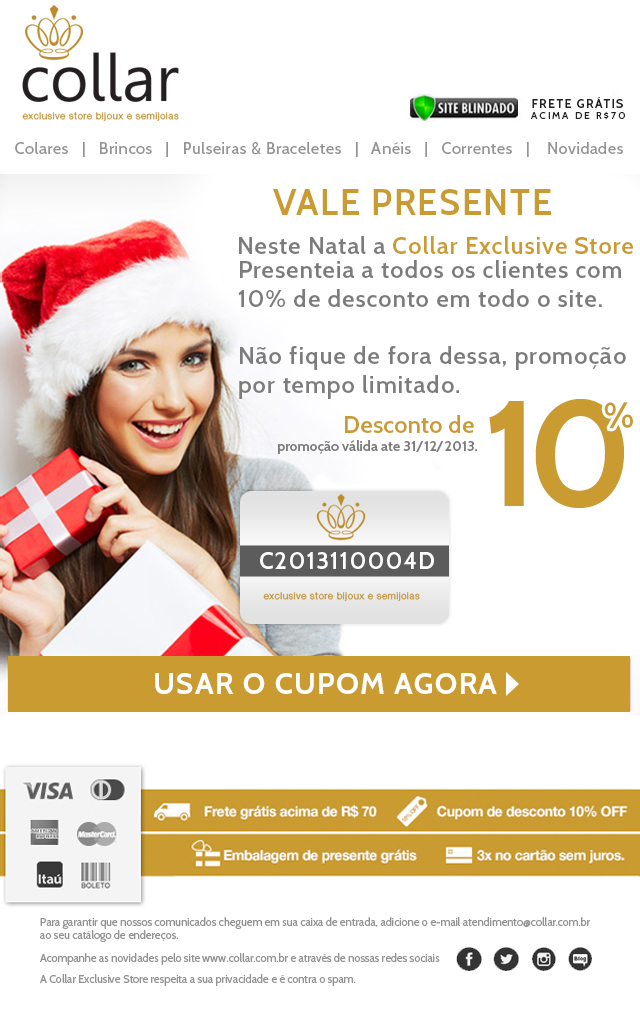 collar
exclusive store bijoux e semijoias
SITE BLINDADO
FRETE GRÁTIS
ACIMA DE R$70
Colares | Brincos | Pulseiras & Braceletes | Anéis | Correntes | Novidades
VALE PRESENTE
Neste Natal a Collar Exclusive Store
Presenteia a todos os clientes com
10% de desconto em todo o site.
Não fique de fora dessa, promoção
por tempo limitado.
Desconto de 10%
promoção válida ate 31/12/2013.
C2013110004D
exclusive store bijoux e semijoias
USAR O CUPOM AGORA
VISA
AMERICAN EXPRESS
MasterCard
Itaú
BOLETO
Frete grátis acima de R$ 70
10% OFF
Cupom de desconto 10% OFF
Embalagem de presente grátis
3x no cartão sem juros.
Para garantir que nossos comunicados cheguem em sua caixa de entrada, adicione o e-mail atendimento@collar.com.br
ao seu catálogo de endereços.
Acompanhe as novidades pelo site www.collar.com.br e através de nossas redes sociais
Blog
A Collar Exclusive Store respeita a sua privacidade e é contra o spam.